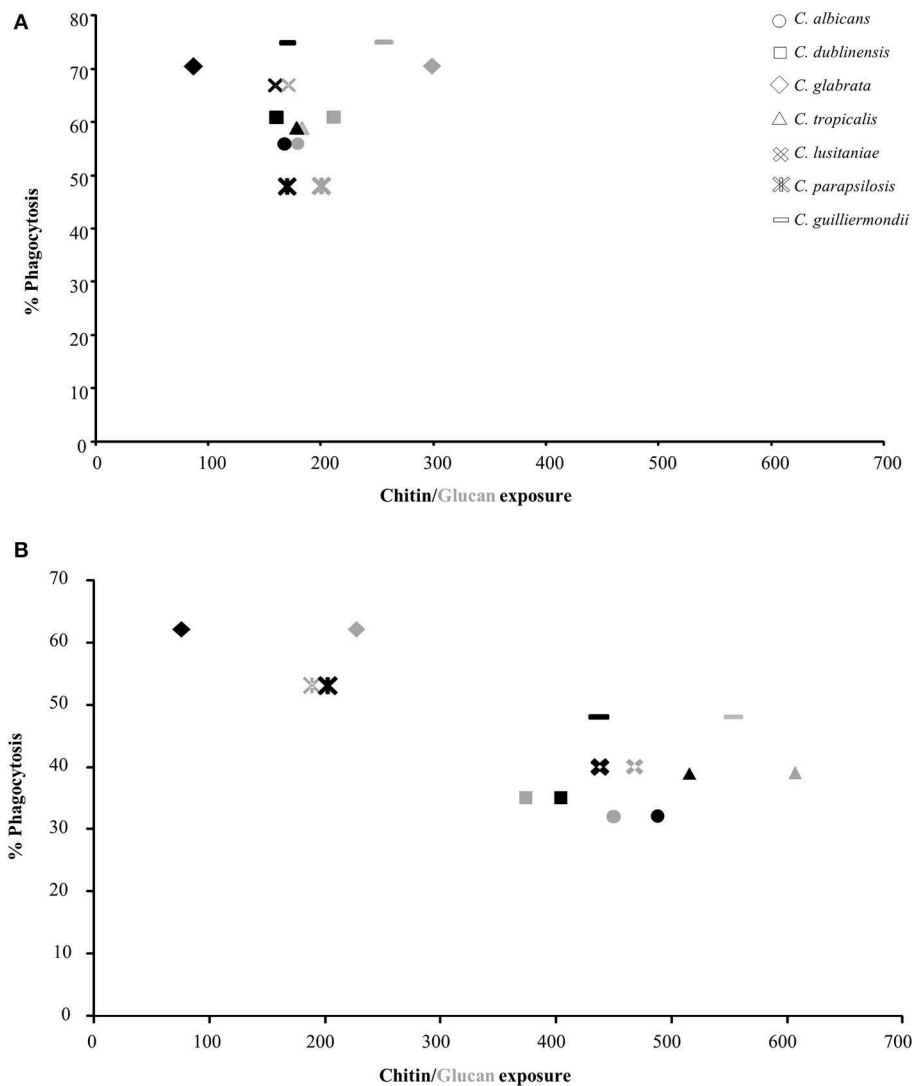 A
80
70
60
50
40
30
20
10
0
% Phagocytosis
0 100 200 300 400 500 600 700
Chitin/Glucan exposure
C. albicans
C. dublinensis
C. glabrata
C. tropicalis
C. lusitaniae
C. parapsilosis
C. guilliermondii
B
70
60
50
40
30
20
10
0
% Phagocytosis
0 100 200 300 400 500 600 700
Chitin/Glucan exposure